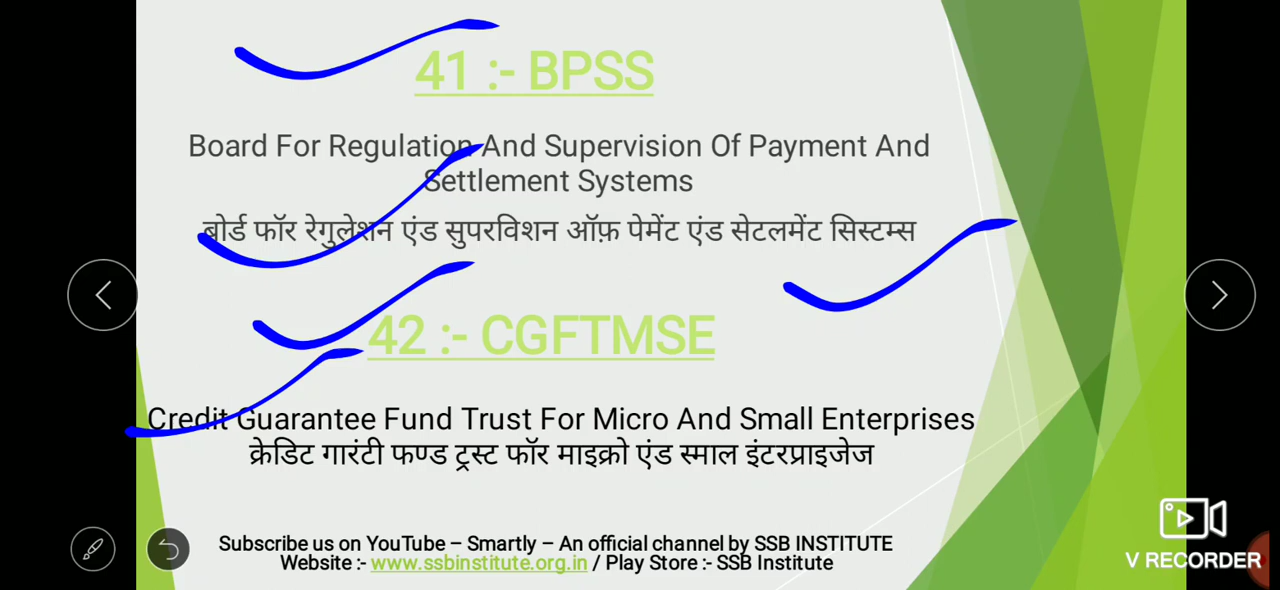 41 :- BPSS
Board For Regulation And Supervision Of Payment And
Settlement Systems
बोर्ड फॉर रेगुलेशन एंड सुपरविशन ऑफ़ पेमेंट एंड सेटलमेंट सिस्टम्स
42 :- CGFTMSE
Credit Guarantee Fund Trust For Micro And Small Enterprises
क्रेडिट गारंटी फण्ड ट्रस्ट फॉर माइक्रो एंड स्माल इंटरप्राइजेज
Subscribe us on YouTube – Smartly – An official channel by SSB INSTITUTE
Website :- www.ssbinstitute.org.in / Play Store :- SSB Institute
V RECORDER